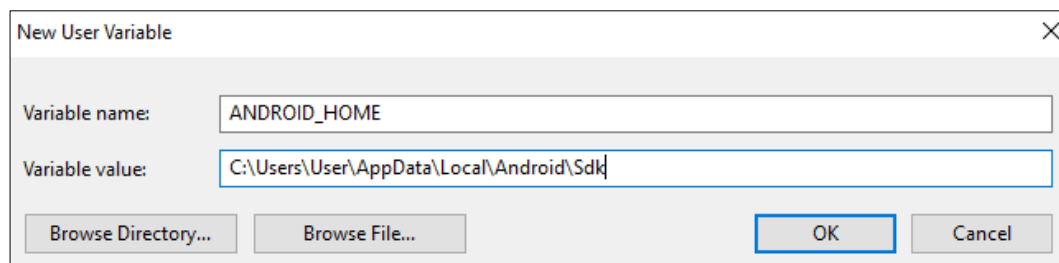 New User Variable
Variable name: ANDROID_HOME
Variable value: C:\Users\User\AppData\Local\Android\Sdk
Browse Directory... Browse File... OK Cancel